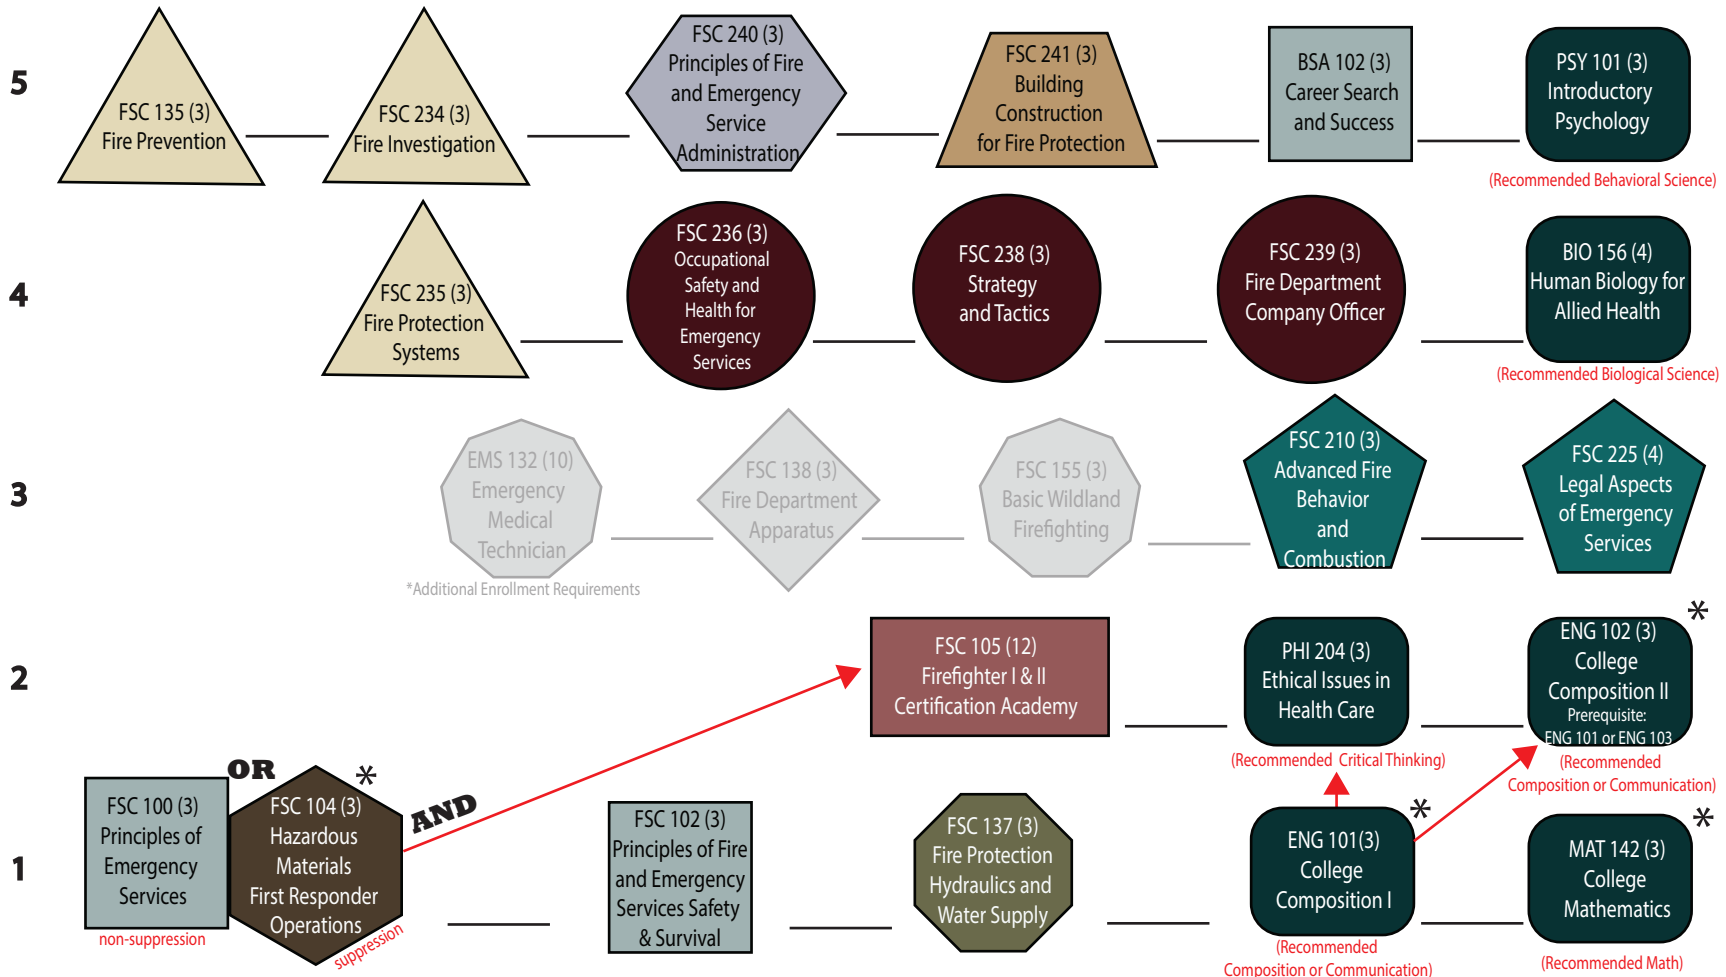 5
FSC 135 (3)
Fire Prevention
FSC 234 (3)
Fire Investigation
FSC 240 (3)
Principles of Fire
and Emergency
Service
Administration
FSC 241 (3)
Building
Construction
for Fire Protection
BSA 102 (3)
Career Search
and Success
PSY 101 (3)
Introductory
Psychology
(Recommended Behavioral Science)
4
FSC 235 (3)
Fire Protection
Systems
FSC 236 (3)
Occupational
Safety and
Health for
Emergency
Services
FSC 238 (3)
Strategy
and Tactics
FSC 239 (3)
Fire Department
Company Officer
BIO 156 (4)
Human Biology for
Allied Health
(Recommended Biological Science)
3
EMS 132 (10)
Emergency
Medical
Technician
*Additional Enrollment Requirements
FSC 138 (3)
Fire Department
Apparatus
FSC 155 (3)
Basic Wildland
Firefighting
FSC 210 (3)
Advanced Fire
Behavior
and
Combustion
FSC 225 (4)
Legal Aspects
of Emergency
Services
2
FSC 105 (12)
Firefighter I & II
Certification Academy
PHI 204 (3)
Ethical Issues in
Health Care
(Recommended Critical Thinking)
*
ENG 102 (3)
College
Composition II
Prerequisite:
ENG 101 or ENG 103
(Recommended
Composition or Communication)
1
FSC 100 (3)
Principles of
Emergency
Services
non-suppression
OR
*
FSC 104 (3)
Hazardous
Materials
First Responder
Operations
suppression
AND
FSC 102 (3)
Principles of Fire
and Emergency
Services Safety
& Survival
FSC 137 (3)
Fire Protection
Hydraulics and
Water Supply
*
ENG 101(3)
College
Composition I
(Recommended
Composition or Communication)
*
MAT 142 (3)
College
Mathematics
(Recommended Math)